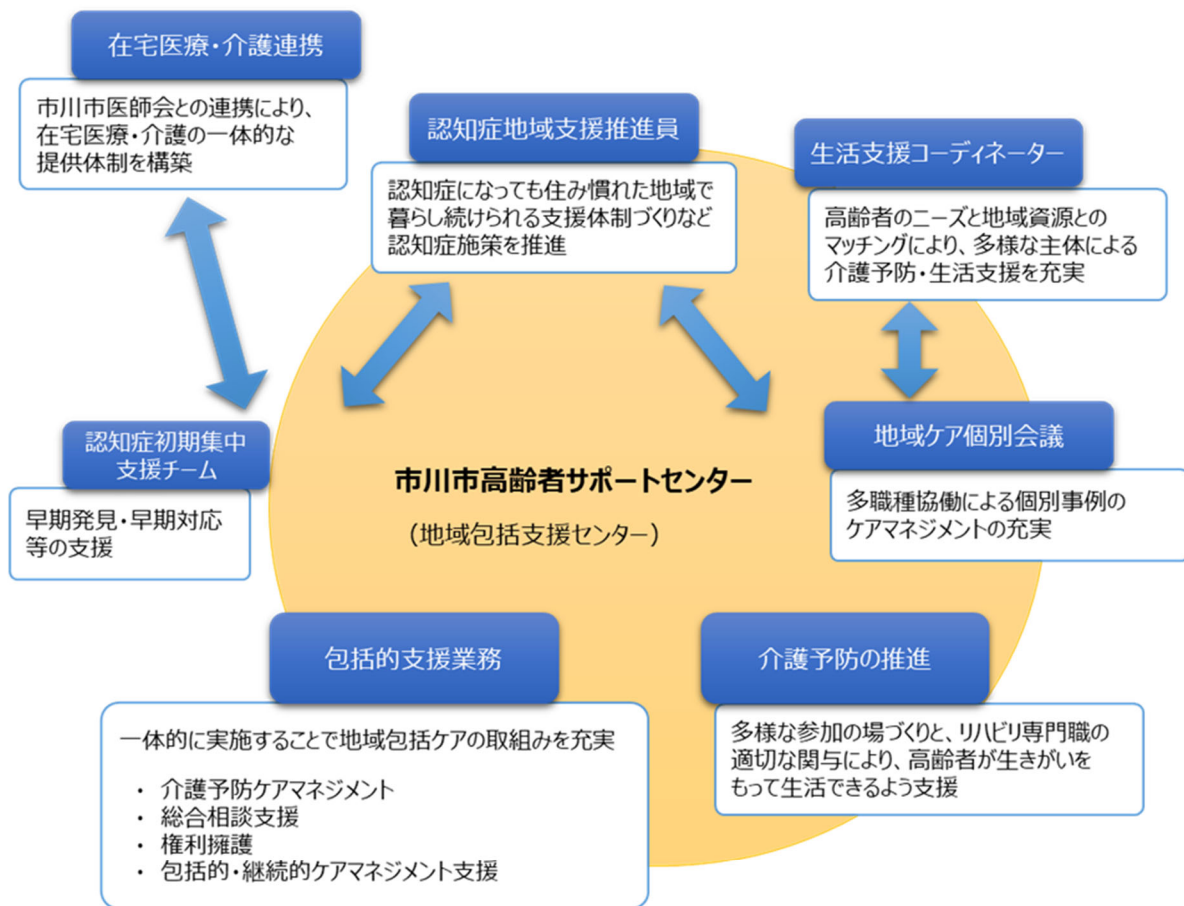 在宅医療・介護連携
市川市医師会との連携により、
在宅医療・介護の一体的な
提供体制を構築
認知症地域支援推進員
認知症になっても住み慣れた地域で
暮らし続けられる支援体制づくりなど
認知症施策を推進
生活支援コーディネーター
高齢者のニーズと地域資源との
マッチングにより、多様な主体による
介護予防・生活支援を充実
認知症初期集中
支援チーム
早期発見・早期対応
等の支援
市川市高齢者サポートセンター
（地域包括支援センター）
地域ケア個別会議
多職種協働による個別事例の
ケアマネジメントの充実
包括的支援業務
一体的に実施することで地域包括ケアの取組みを充実
・ 介護予防ケアマネジメント
・ 総合相談支援
・ 権利擁護
・ 包括的・継続的ケアマネジメント支援
介護予防の推進
多様な参加の場づくりと、リハビリ専門職の
適切な関与により、高齢者が生きがいを
もって生活できるよう支援